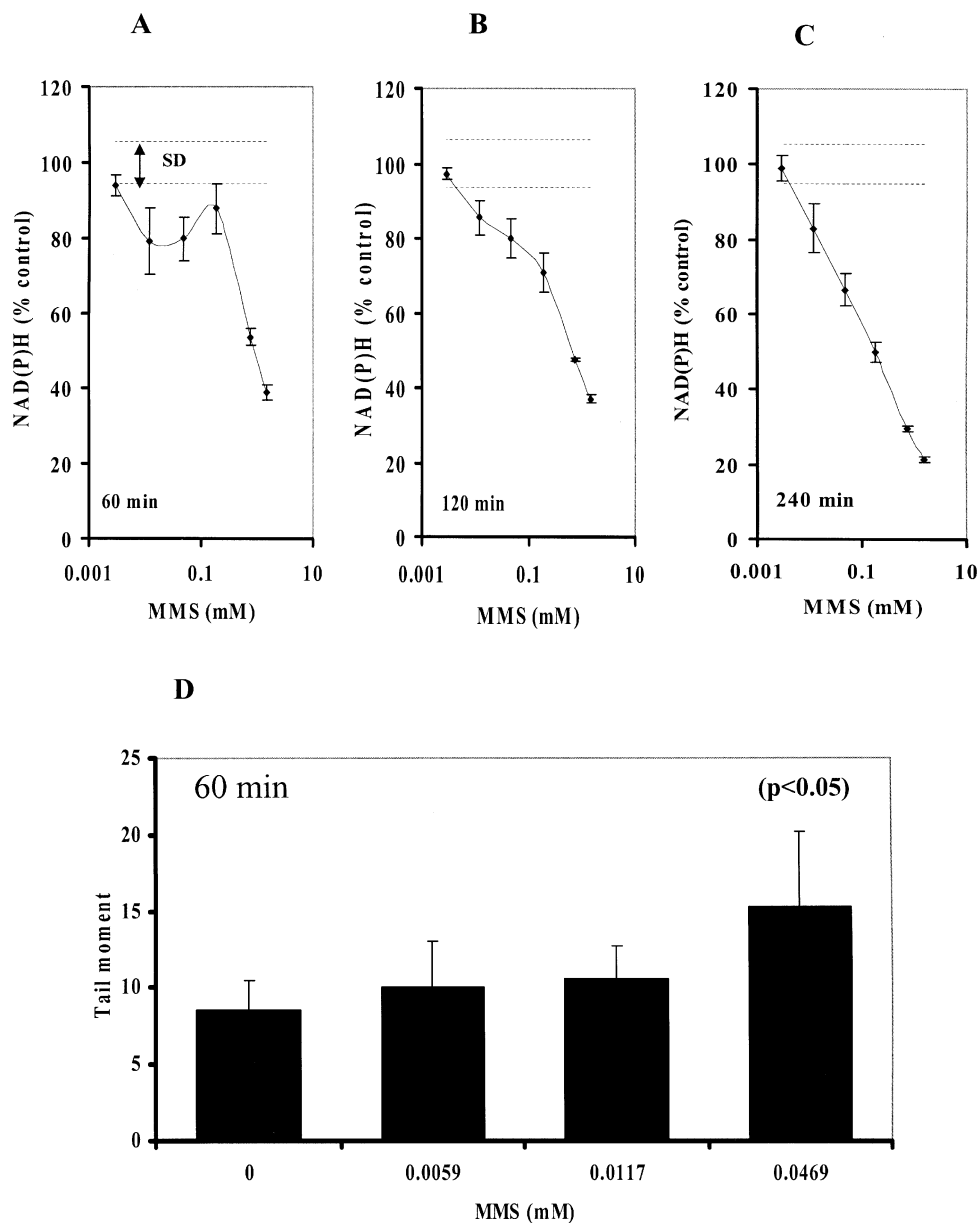 A
B
C
120
100
80
60
40
20
0
NAD(P)H (% control)
SD
60 min
0.001
0.1
10
MMS (mM)
120
100
80
60
40
20
0
NAD(P)H (% control)
120 min
0.001
0.1
10
MMS (mM)
120
100
80
60
40
20
0
NAD(P)H (% control)
240 min
0.001
0.1
10
MMS (mM)
D
25
20
15
10
5
0
Tail moment
60 min
(p<0.05)
0
0.0059
0.0117
0.0469
MMS (mM)